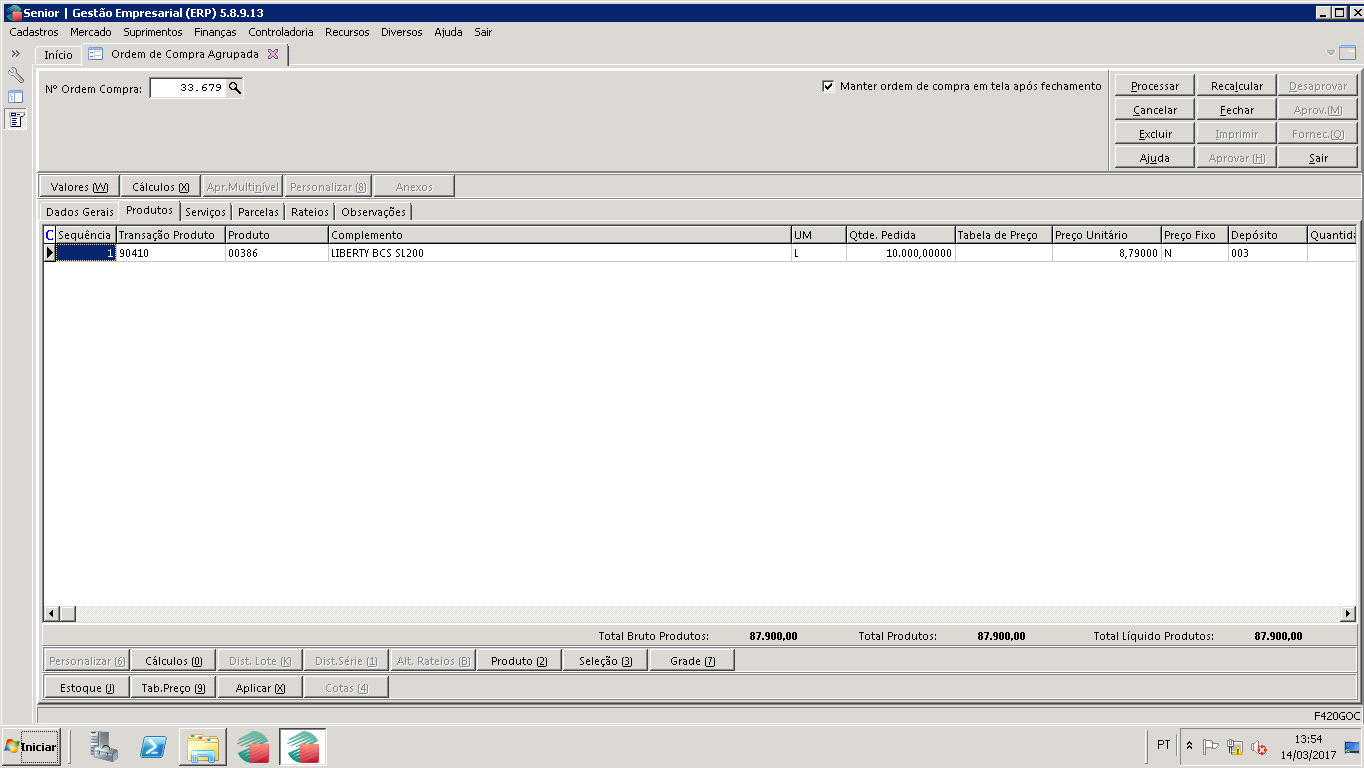 Senior | Gestão Empresarial (ERP) 5.8.9.13
Cadastros Mercado Suprimentos Finanças Controladoria Recursos Diversos Ajuda Sair
Início Ordem de Compra Agrupada
Nº Ordem Compra: 33.679 Manter ordem de compra em tela após fechamento
Processar Recalcular Desaprovar
Cancelar Fechar Aprov.(M)
Excluir Imprimir Fornec.(Q)
Ajuda Aprovar (H) Sair
Valores (W) Cálculos (X) Apr.Multinível Personalizar (8) Anexos
Dados Gerais Produtos Serviços Parcelas Rateios Observações
C Sequência Transação Produto Produto Complemento UM Qtde. Pedida Tabela de Preço Preço Unitário Preço Fixo Depósito Quantida
1 90410 00386 LIBERTY BCS SL200 L 10.000,00000 8,79000 N 003
Total Bruto Produtos: 87.900,00 Total Produtos: 87.900,00 Total Líquido Produtos: 87.900,00
Personalizar (6) Cálculos (0) Dist. Lote (K) Dist.Série (1) Alt. Rateios (B) Produto (2) Seleção (3) Grade (7)
Estoque (J) Tab.Preço (9) Aplicar (X) Cotas (4)
F420GOC
Iniciar PT 13:54
14/03/2017